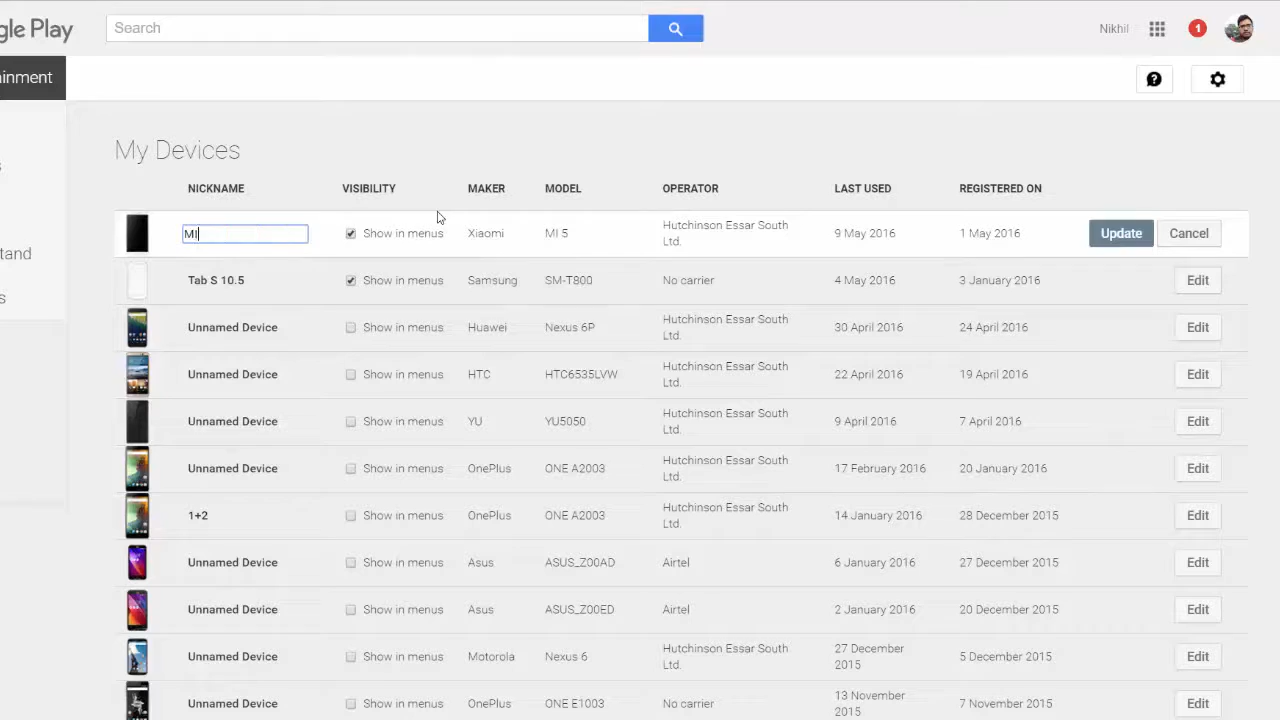 gle Play
Search
Nikhil
1
ainment
?
My Devices
NICKNAME VISIBILITY MAKER MODEL OPERATOR LAST USED REGISTERED ON
MI Show in menus Xiaomi MI 5 Hutchinson Essar South Ltd. 9 May 2016 1 May 2016 Update Cancel
tand
Tab S 10.5 Show in menus Samsung SM-T800 No carrier 4 May 2016 3 January 2016 Edit
s
Unnamed Device Show in menus Huawei Nexus 6P Hutchinson Essar South Ltd. April 2016 24 April 2016 Edit
Unnamed Device Show in menus HTC Hutchinson Essar South Ltd. April 2016 19 April 2016 Edit
Unnamed Device Show in menus YU YU5050 Hutchinson Essar South Ltd. 9 April 2016 7 April 2016 Edit
Unnamed Device Show in menus OnePlus ONE A2003 Hutchinson Essar South Ltd. 17 February 2016 20 January 2016 Edit
1+2 Show in menus OnePlus ONE A2003 Hutchinson Essar South Ltd. January 2016 28 December 2015 Edit
Unnamed Device Show in menus Asus ASUS_Z00AD Airtel 6 January 2016 27 December 2015 Edit
Unnamed Device Show in menus Asus ASUS_Z00ED Airtel January 2016 20 December 2015 Edit
Unnamed Device Show in menus Motorola Nexus 6 Hutchinson Essar South Ltd. 27 December 2015 5 December 2015 Edit
Unnamed Device Show in menus OnePlus ONE E1003 No carrier 13 November 2015 7 November 2015 Edit